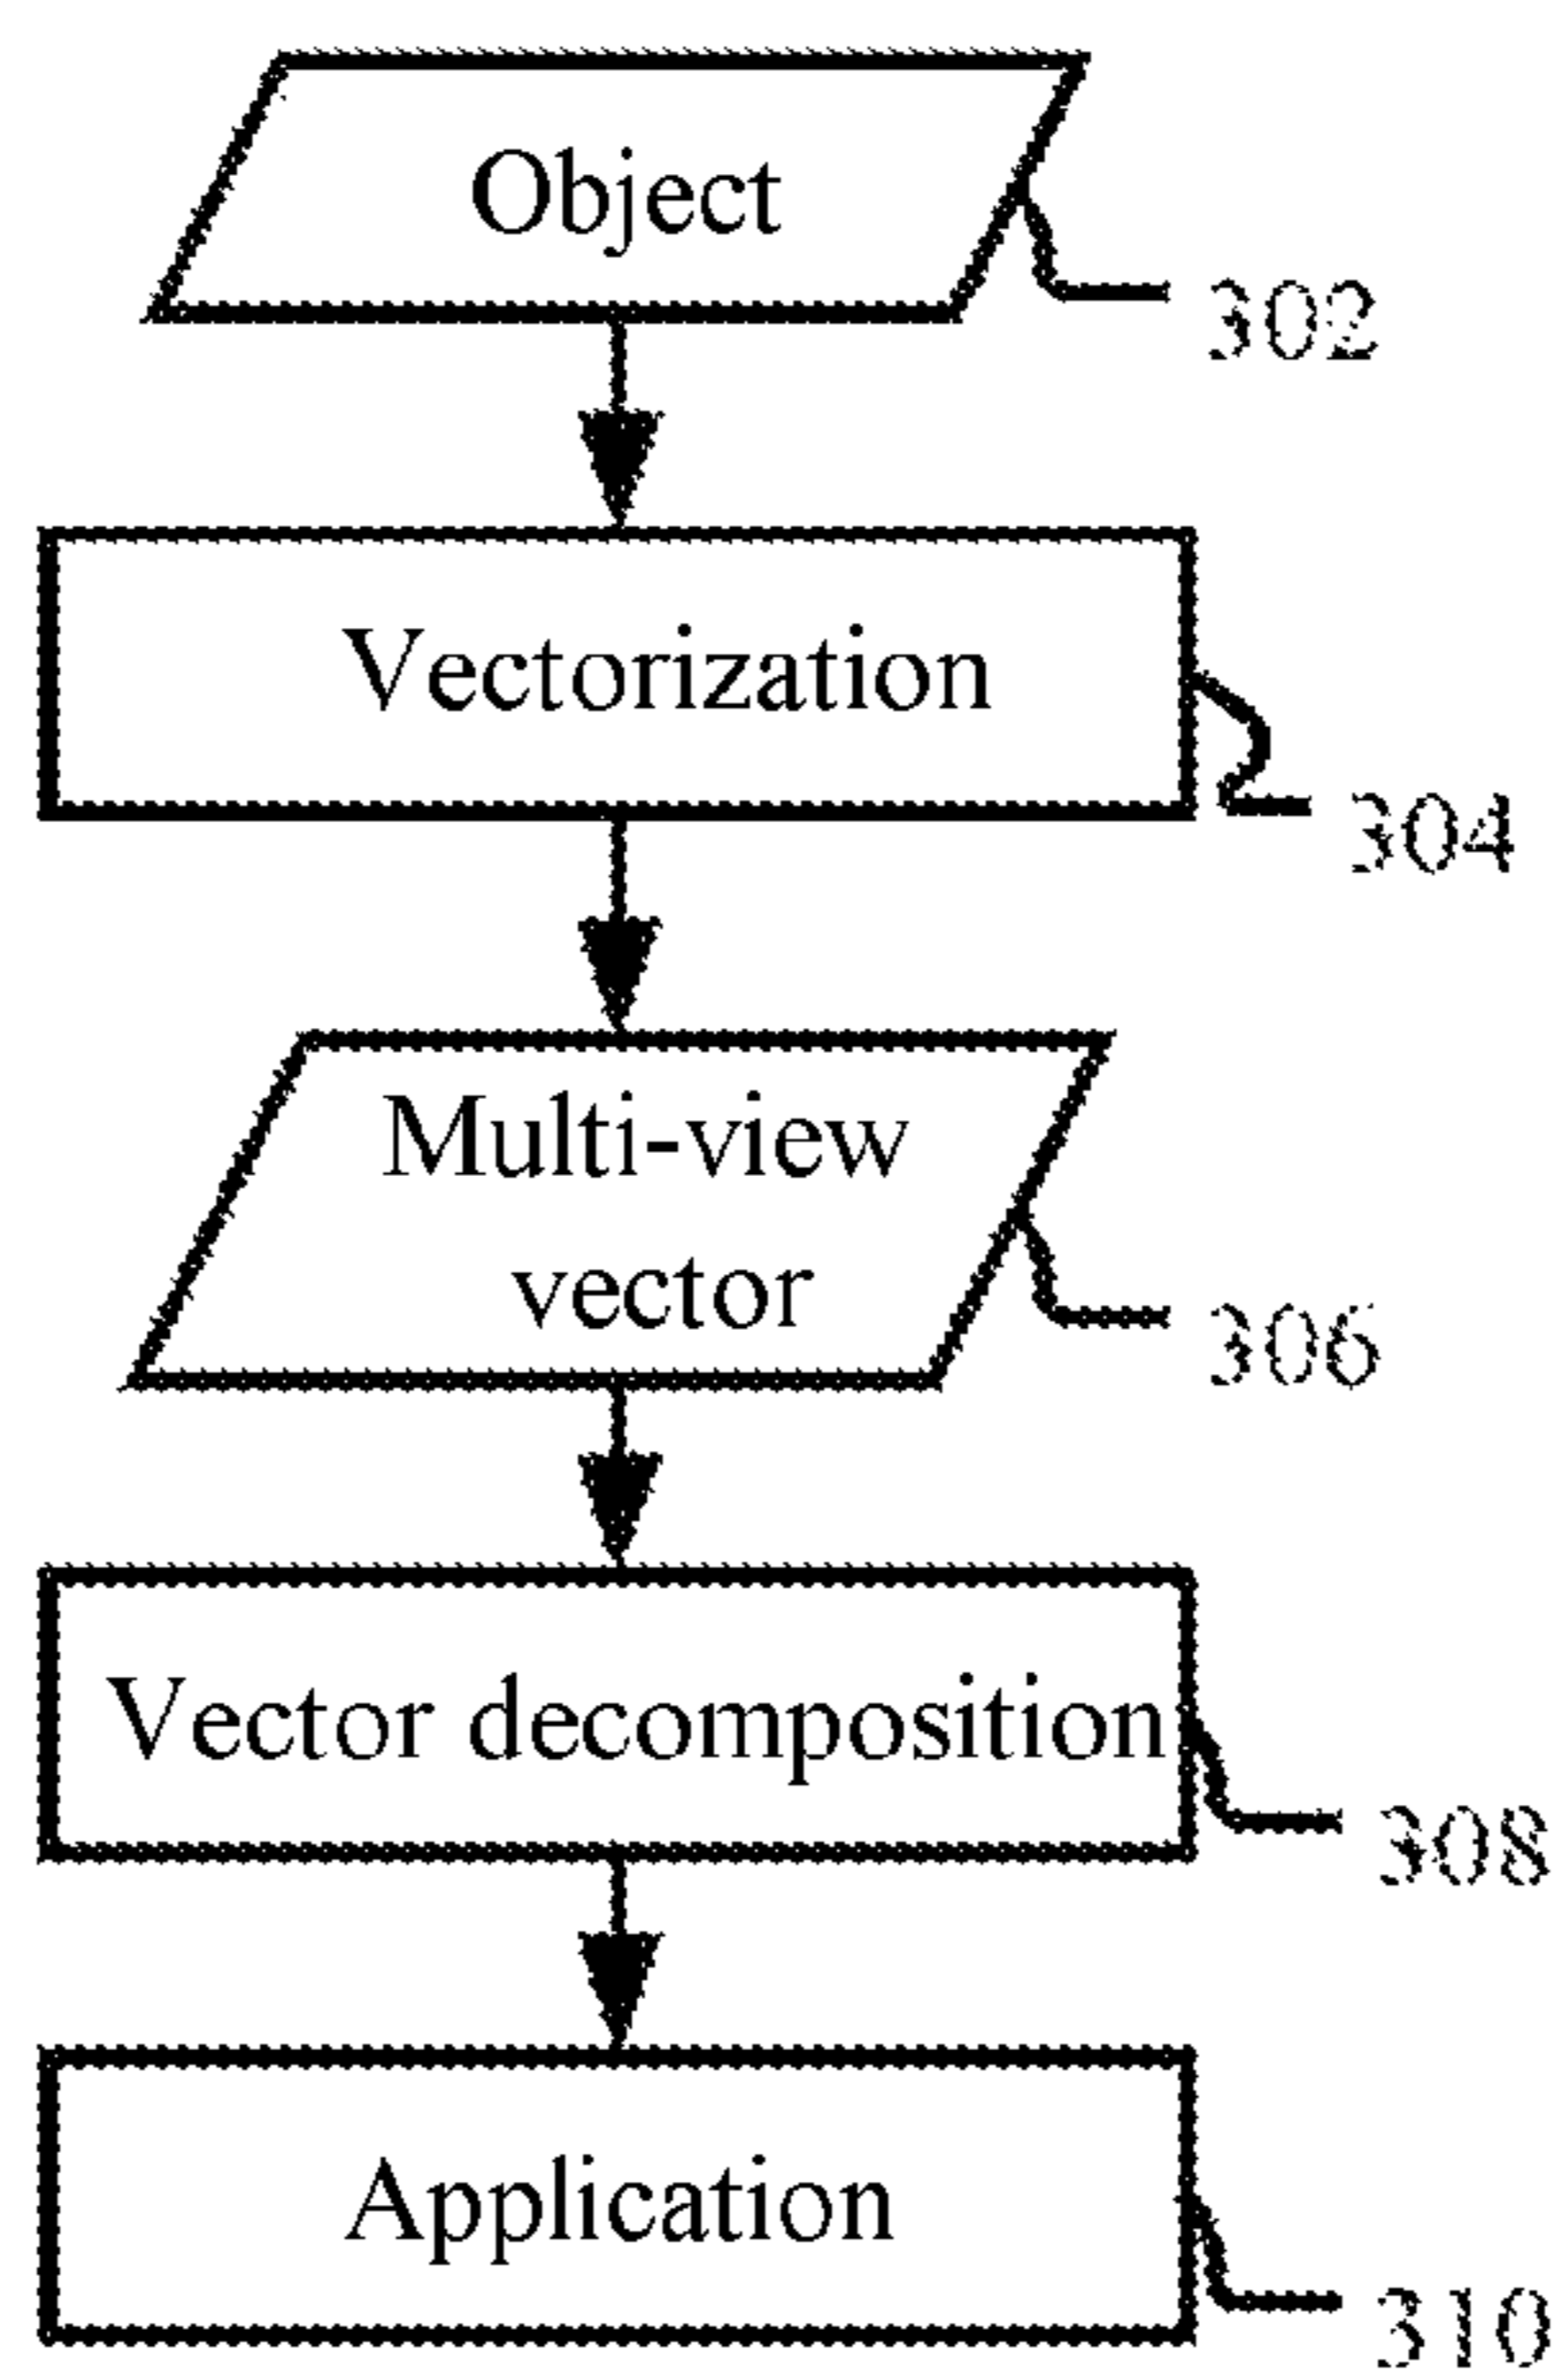 Object
302
Vectorization
304
Multi-view
vector
306
Vector decomposition
308
Application
310